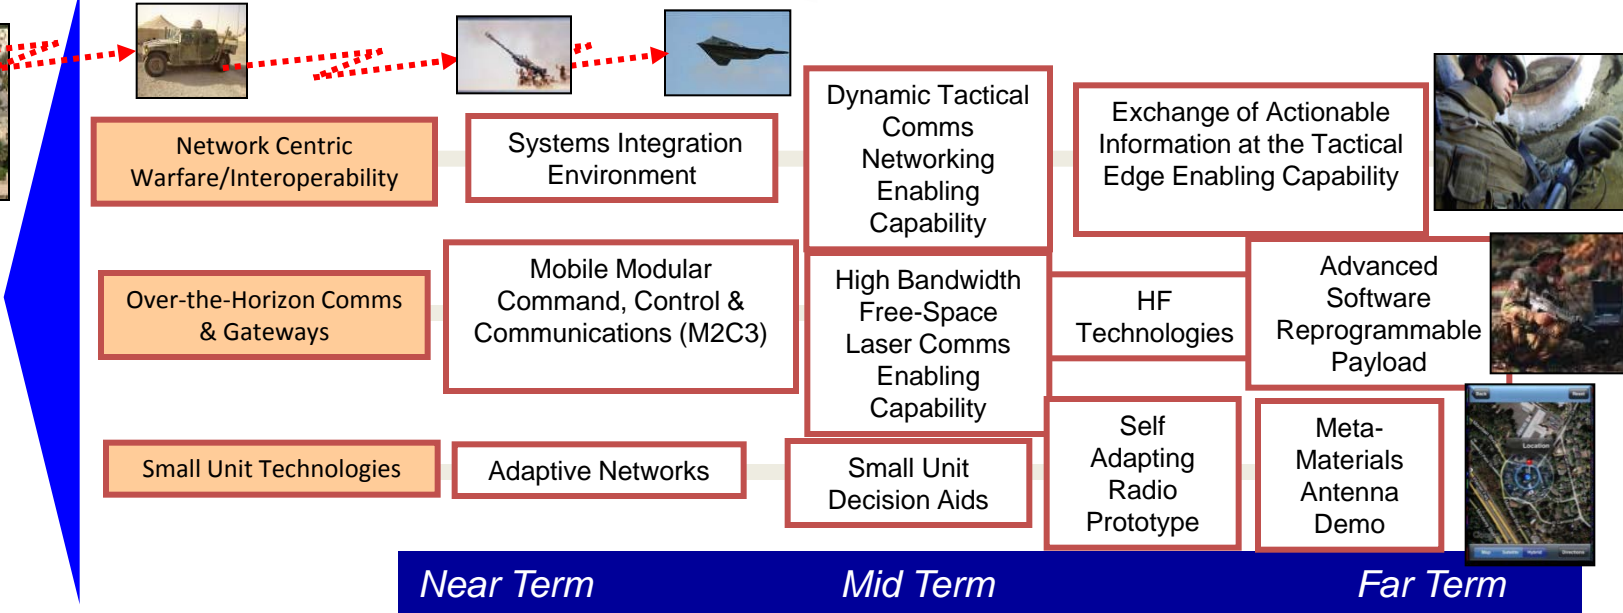 Network Centric
Warfare/Interoperability
Systems Integration
Environment
Dynamic Tactical
Comms
Networking
Enabling
Capability
Exchange of Actionable
Information at the Tactical
Edge Enabling Capability
Over-the-Horizon Comms
& Gateways
Mobile Modular
Command, Control &
Communications (M2C3)
High Bandwidth
Free-Space
Laser Comms
Enabling
Capability
HF
Technologies
Advanced
Software
Reprogrammable
Payload
Small Unit Technologies
Adaptive Networks
Small Unit
Decision Aids
Self
Adapting
Radio
Prototype
Meta-
Materials
Antenna
Demo
Location
Near Term
Mid Term
Far Term